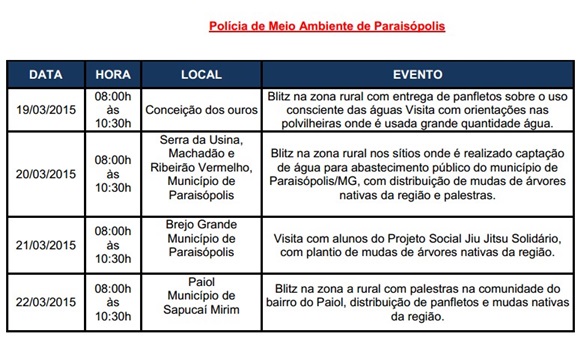 Polícia de Meio Ambiente de Paraisópolis
DATA HORA LOCAL EVENTO
19/03/2015
08:00h
às
10:30h
Conceição dos ouros
Blitz na zona rural com entrega de panfletos sobre o uso
consciente das águas Visita com orientações nas
polvilheiras onde é usada grande quantidade água.
20/03/2015
08:00h
às
10:30h
Serra da Usina,
Machadão e
Ribeirão Vermelho,
Município de
Paraisópolis
Blitz na zona rural nos sítios onde é realizado captação
de água para abastecimento público do município de
Paraisópolis/MG, com distribuição de mudas de árvores
nativas da região e palestras.
21/03/2015
08:00h
às
10:30h
Brejo Grande
Município de
Paraisópolis
Visita com alunos do Projeto Social Jiu Jitsu Solidário,
com plantio de mudas de árvores nativas da região.
22/03/2015
08:00h
às
10:30h
Paiol
Município de
Sapucaí Mirim
Blitz na zona a rural com palestras na comunidade do
bairro do Paiol, distribuição de panfletos e mudas nativas
da região.